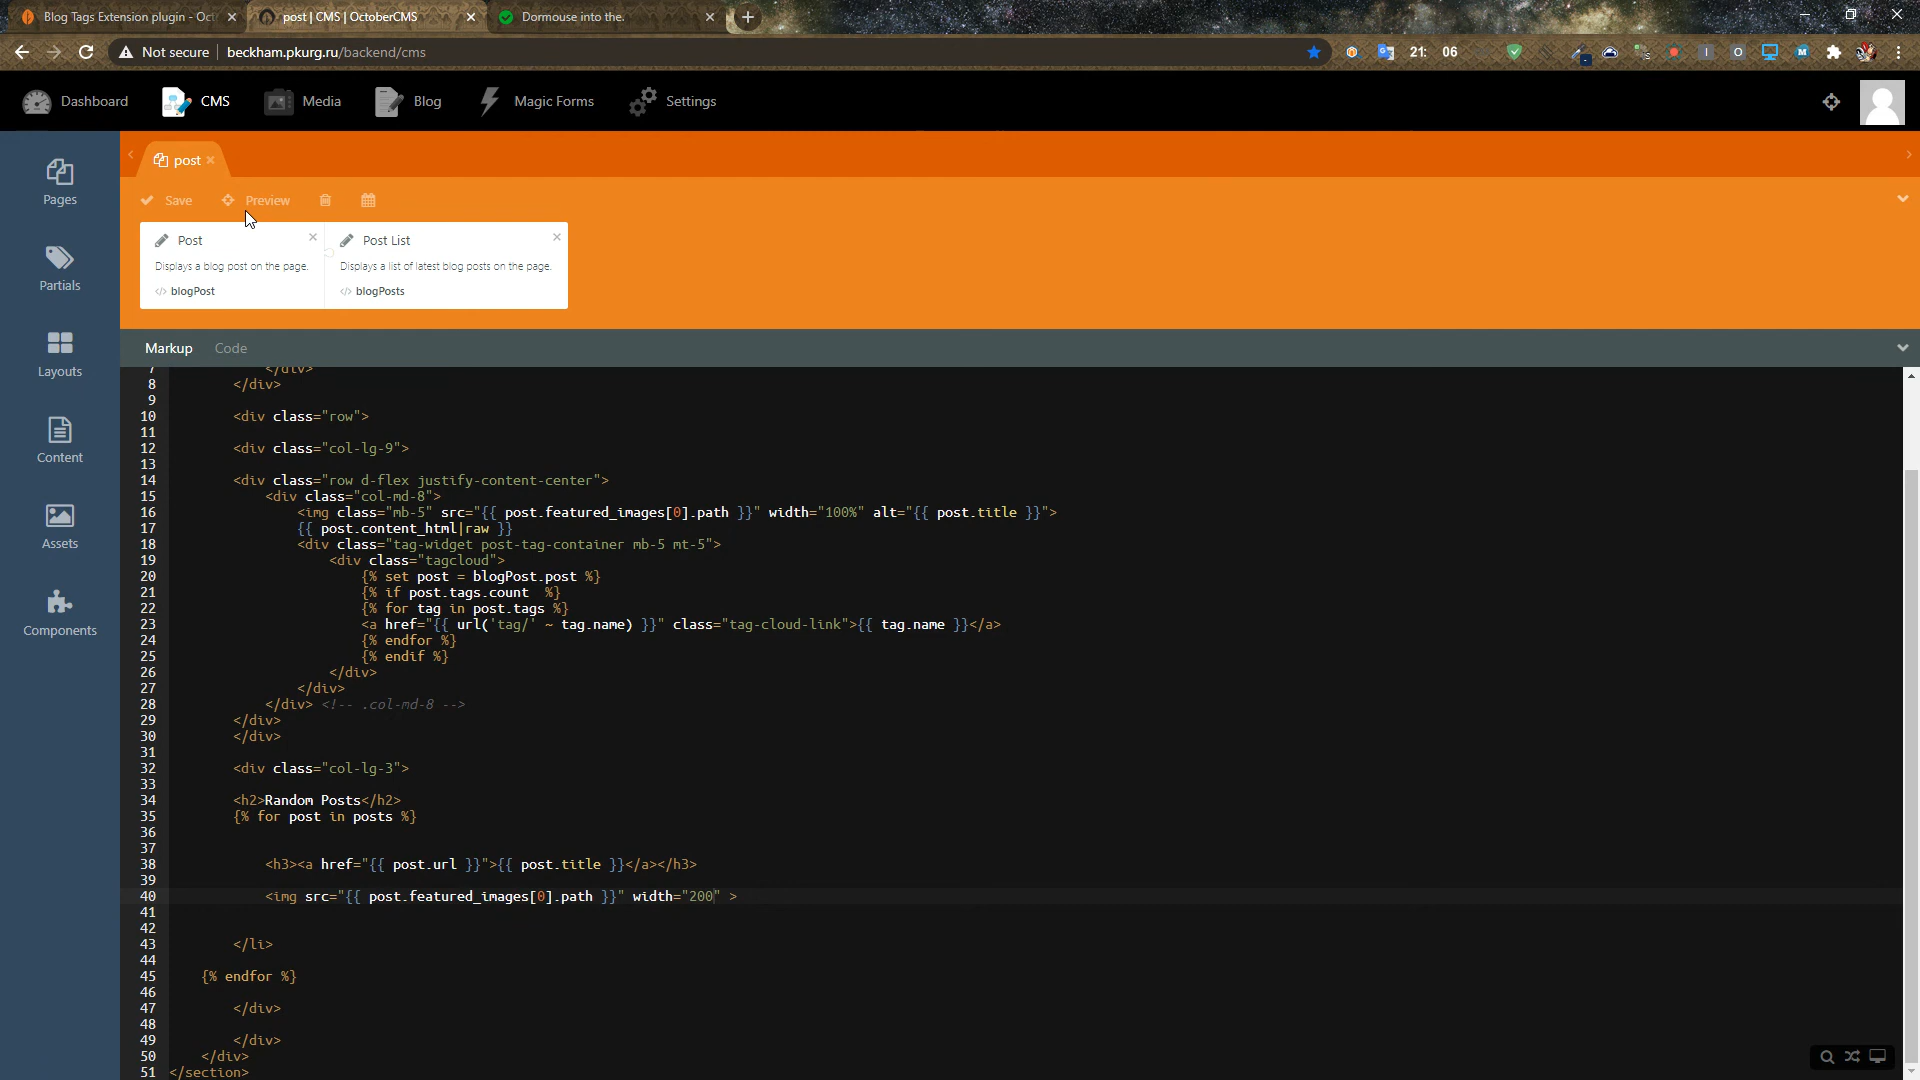 Blog Tags Extension plugin - Oct
post | CMS | OctoberCMS
Dormouse into the.
Not secure
beckham.pkurg.ru/backend/cms
21: 06
Dashboard
CMS
Media
Blog
Magic Forms
Settings
post
Save
Preview
Post
Displays a blog post on the page.
blogPost
Post List
Displays a list of latest blog posts on the page.
blogPosts
Markup
Code
Pages
Partials
Layouts
Content
Assets
Components
7 </div>
8 </div>
9
10 <div class="row">
11
12 <div class="col-lg-9">
13
14 <div class="row d-flex justify-content-center">
15 <div class="col-md-8">
16 <img class="mb-5" src="{{ post.featured_images[0].path }}" width="100%" alt="{{ post.title }}">
17 {{ post.content_html|raw }}
18 <div class="tag-widget post-tag-container mb-5 mt-5">
19 <div class="tagcloud">
20 {% set post = blogPost.post %}
21 {% if post.tags.count  %}
22 {% for tag in post.tags %}
23 <a href="{{ url('tag/' ~ tag.name) }}" class="tag-cloud-link">{{ tag.name }}</a>
24 {% endfor %}
25 {% endif %}
26 </div>
27 </div>
28 </div> <!-- .col-md-8 -->
29 </div>
30 </div>
31
32 <div class="col-lg-3">
33
34 <h2>Random Posts</h2>
35 {% for post in posts %}
36
37
38 <h3><a href="{{ post.url }}">{{ post.title }}</a></h3>
39
40 <img src="{{ post.featured_images[0].path }}" width="200" >
41
42
43 </li>
44
45 {% endfor %}
46
47 </div>
48
49 </div>
50 </div>
51 </section>